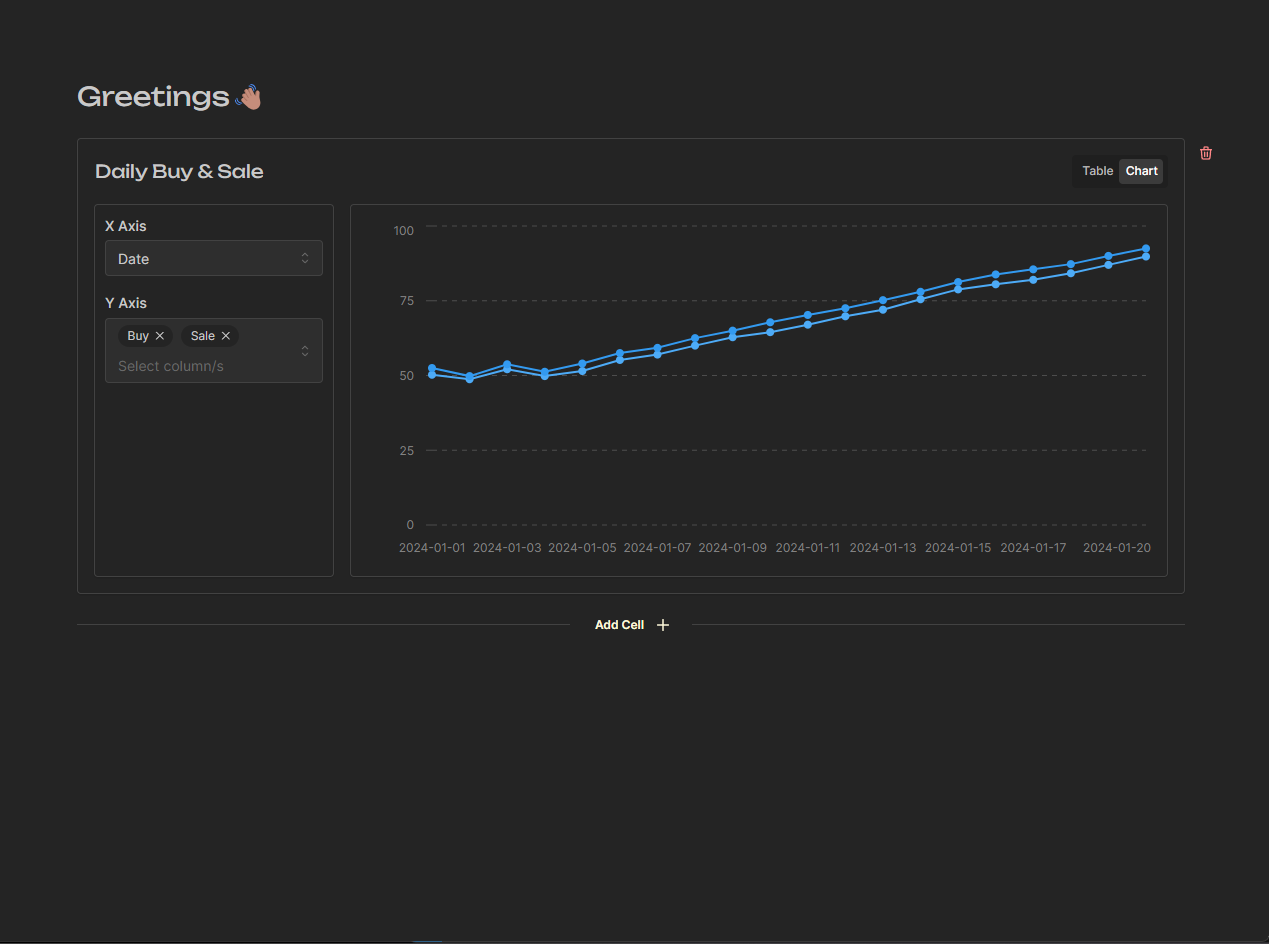 Greetings👋🏽
Daily Buy & Sale
Table Chart
X Axis
Date
Y Axis
Buy Sale
Select column/s
100
75
50
25
0
2024-01-01 2024-01-03 2024-01-05 2024-01-07 2024-01-09 2024-01-11 2024-01-13 2024-01-15 2024-01-17 2024-01-20
Add Cell +